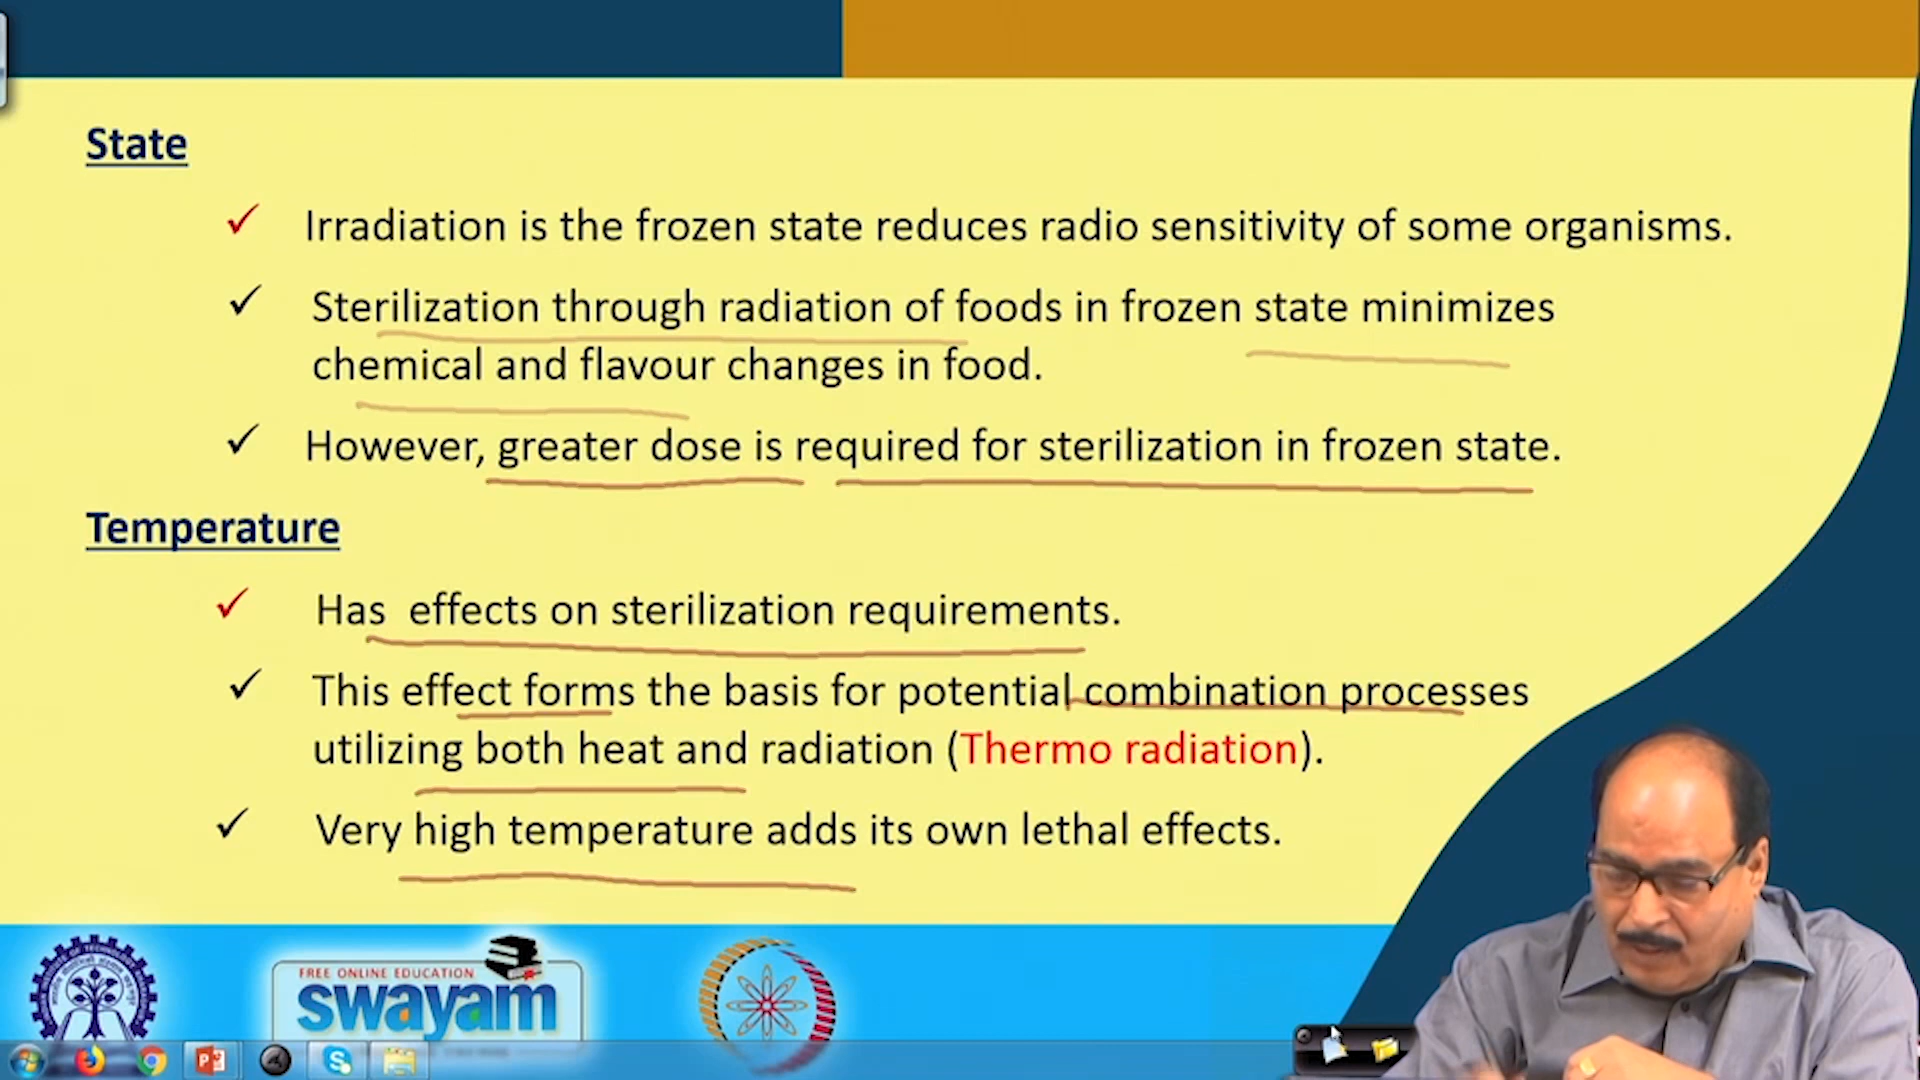 State
✓ Irradiation is the frozen state reduces radio sensitivity of some organisms.
✓ Sterilization through radiation of foods in frozen state minimizes
chemical and flavour changes in food.
✓ However, greater dose is required for sterilization in frozen state.
Temperature
✓ Has effects on sterilization requirements.
✓ This effect forms the basis for potential combination processes
utilizing both heat and radiation (Thermo radiation).
✓ Very high temperature adds its own lethal effects.
FREE ONLINE EDUCATION
swayam